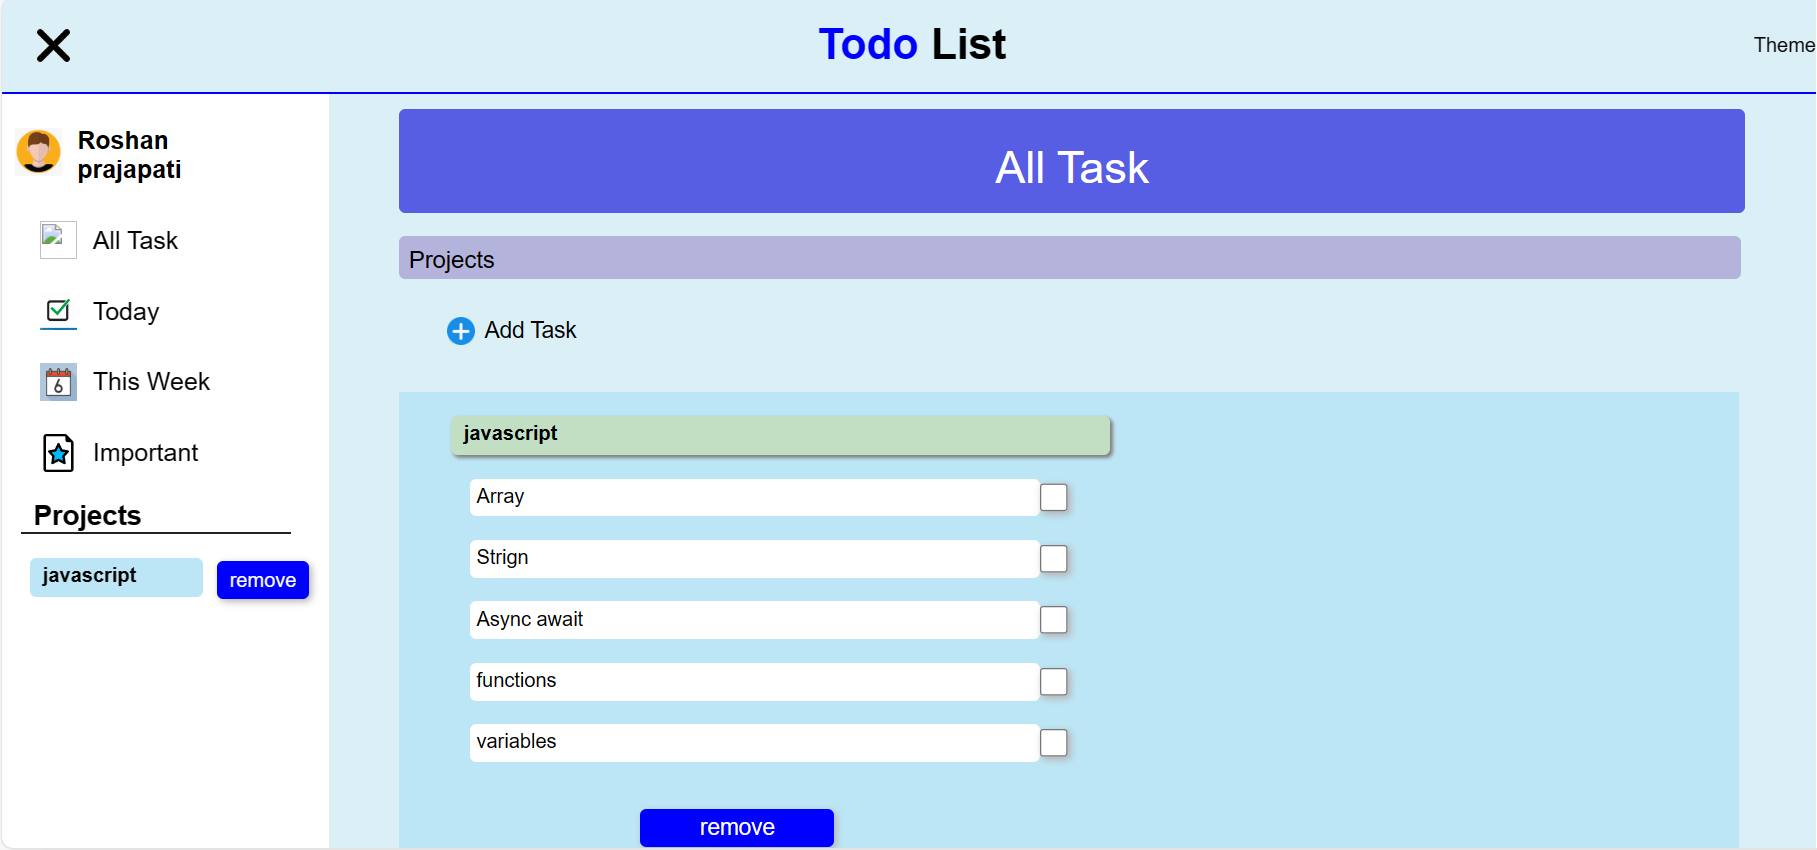 Todo List
Theme
Roshan
prajapati
All Task
Today
6
This Week
Important
Projects
javascript
remove
All Task
Projects
Add Task
javascript
Array
Strign
Async await
functions
variables
remove